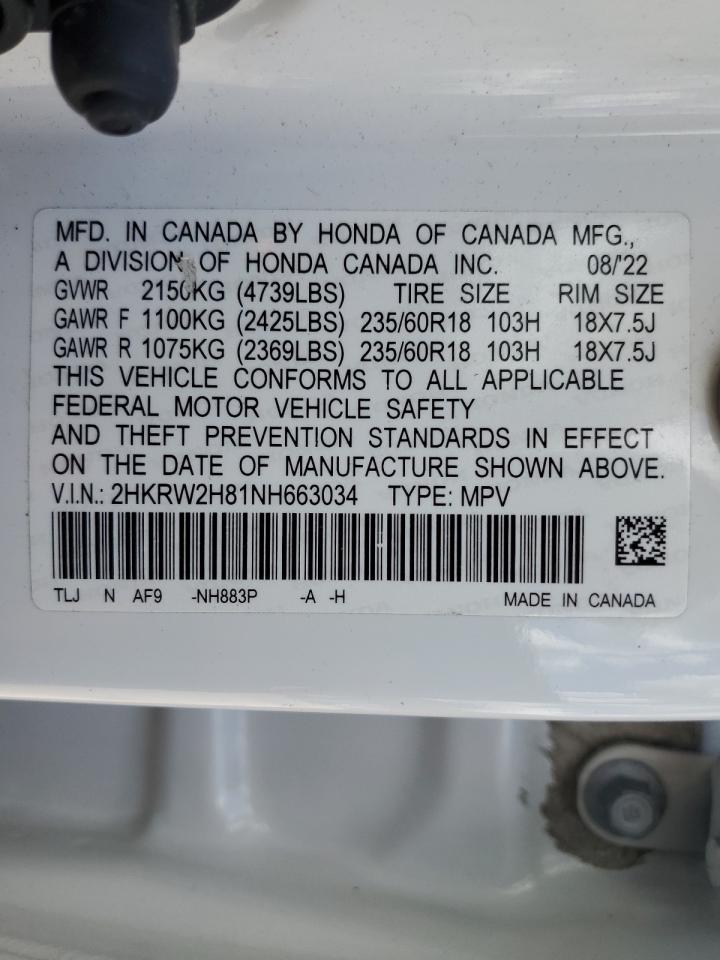 MFD. IN CANADA BY HONDA OF CANADA MFG.,
A DIVISION OF HONDA CANADA INC. 08/'22
GVWR 2150KG (4739LBS) TIRE SIZE RIM SIZE
GAWR F 1100KG (2425LBS) 235/60R18 103H 18X7.5J
GAWR R 1075KG (2369LBS) 235/60R18 103H 18X7.5J
THIS VEHICLE CONFORMS TO ALL APPLICABLE
FEDERAL MOTOR VEHICLE SAFETY
AND THEFT PREVENTION STANDARDS IN EFFECT
ON THE DATE OF MANUFACTURE SHOWN ABOVE.
V.I.N.: 2HKRW2H81NH663034 TYPE: MPV
TLJ N AF9 -NH883P -A -H MADE IN CANADA